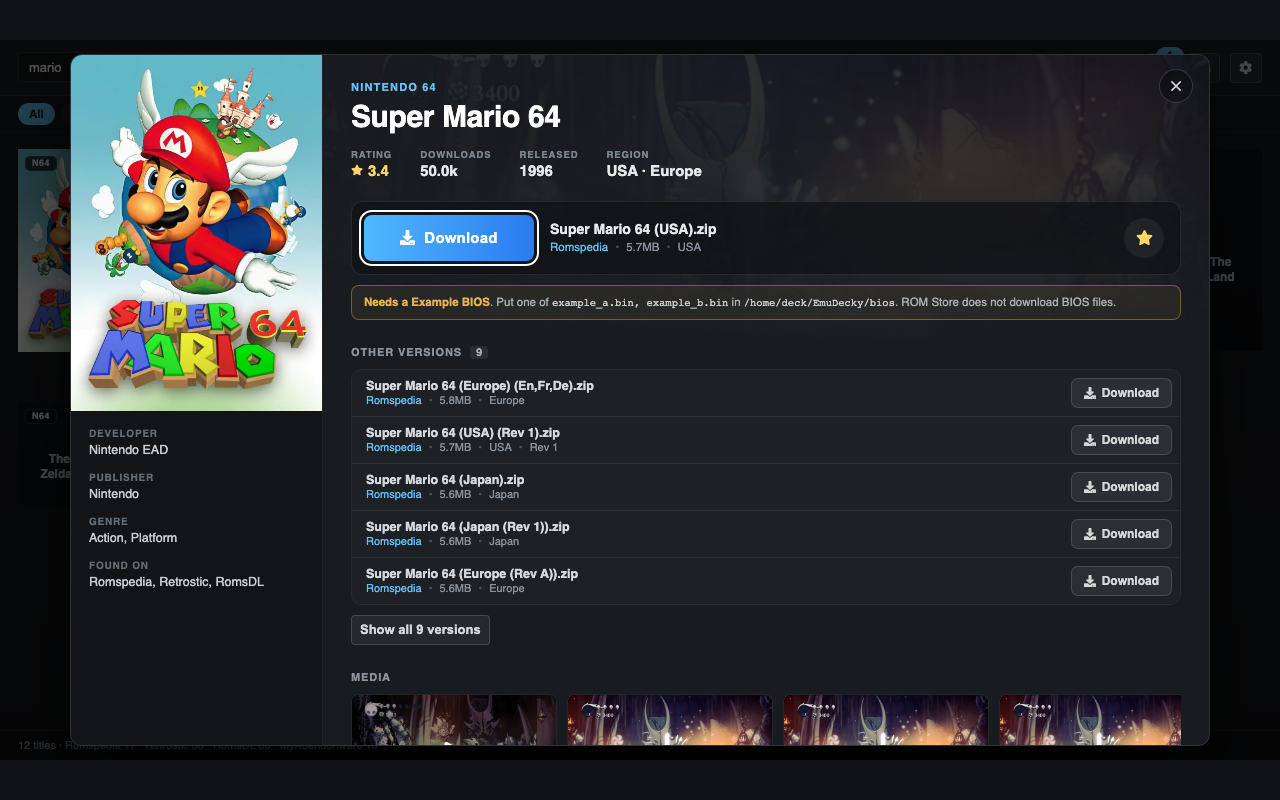 mario
All
N64
SUPER
MARIO
64
NINTENDO 64
3400
Super Mario 64
RATING
DOWNLOADS
RELEASED
REGION
3.4
50.0k
1996
USA · Europe
Download
Super Mario 64 (USA).zip
Romspedia · 5.7MB · USA
Needs a Example BIOS. Put one of example_a.bin, example_b.bin in /home/deck/EmuDecky/bios. ROM Store does not download BIOS files.
OTHER VERSIONS 9
Super Mario 64 (Europe) (En,Fr,De).zip
Romspedia · 5.8MB · Europe
Download
Super Mario 64 (USA) (Rev 1).zip
Romspedia · 5.7MB · USA · Rev 1
Download
Super Mario 64 (Japan).zip
Romspedia · 5.6MB · Japan
Download
Super Mario 64 (Japan (Rev 1)).zip
Romspedia · 5.6MB · Japan
Download
Super Mario 64 (Europe (Rev A)).zip
Romspedia · 5.6MB · Europe
Download
Show all 9 versions
MEDIA
DEVELOPER
Nintendo EAD
PUBLISHER
Nintendo
GENRE
Action, Platform
FOUND ON
Romspedia, Retrostic, RomsDL
N64
The
Zelda
The
Land
12 titles